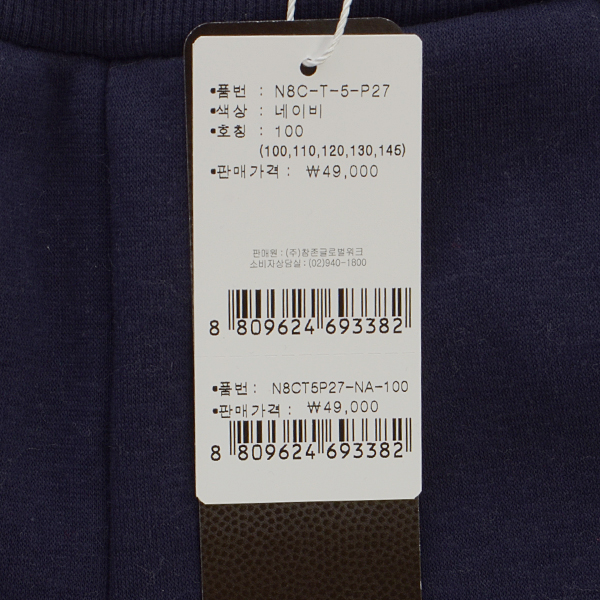 •품번 : N8C-T-5-P27
•색상 : 네이비
•호칭 : 100
(100,110,120,130,145)
•판매가격 : ₩49,000
판매원 : (주)참존글로벌워크
소비자상담실 : (02)940-1800
8 809624 693382
•품번 : N8CT5P27-NA-100
•판매가격 : ₩49,000
8 809624 693382